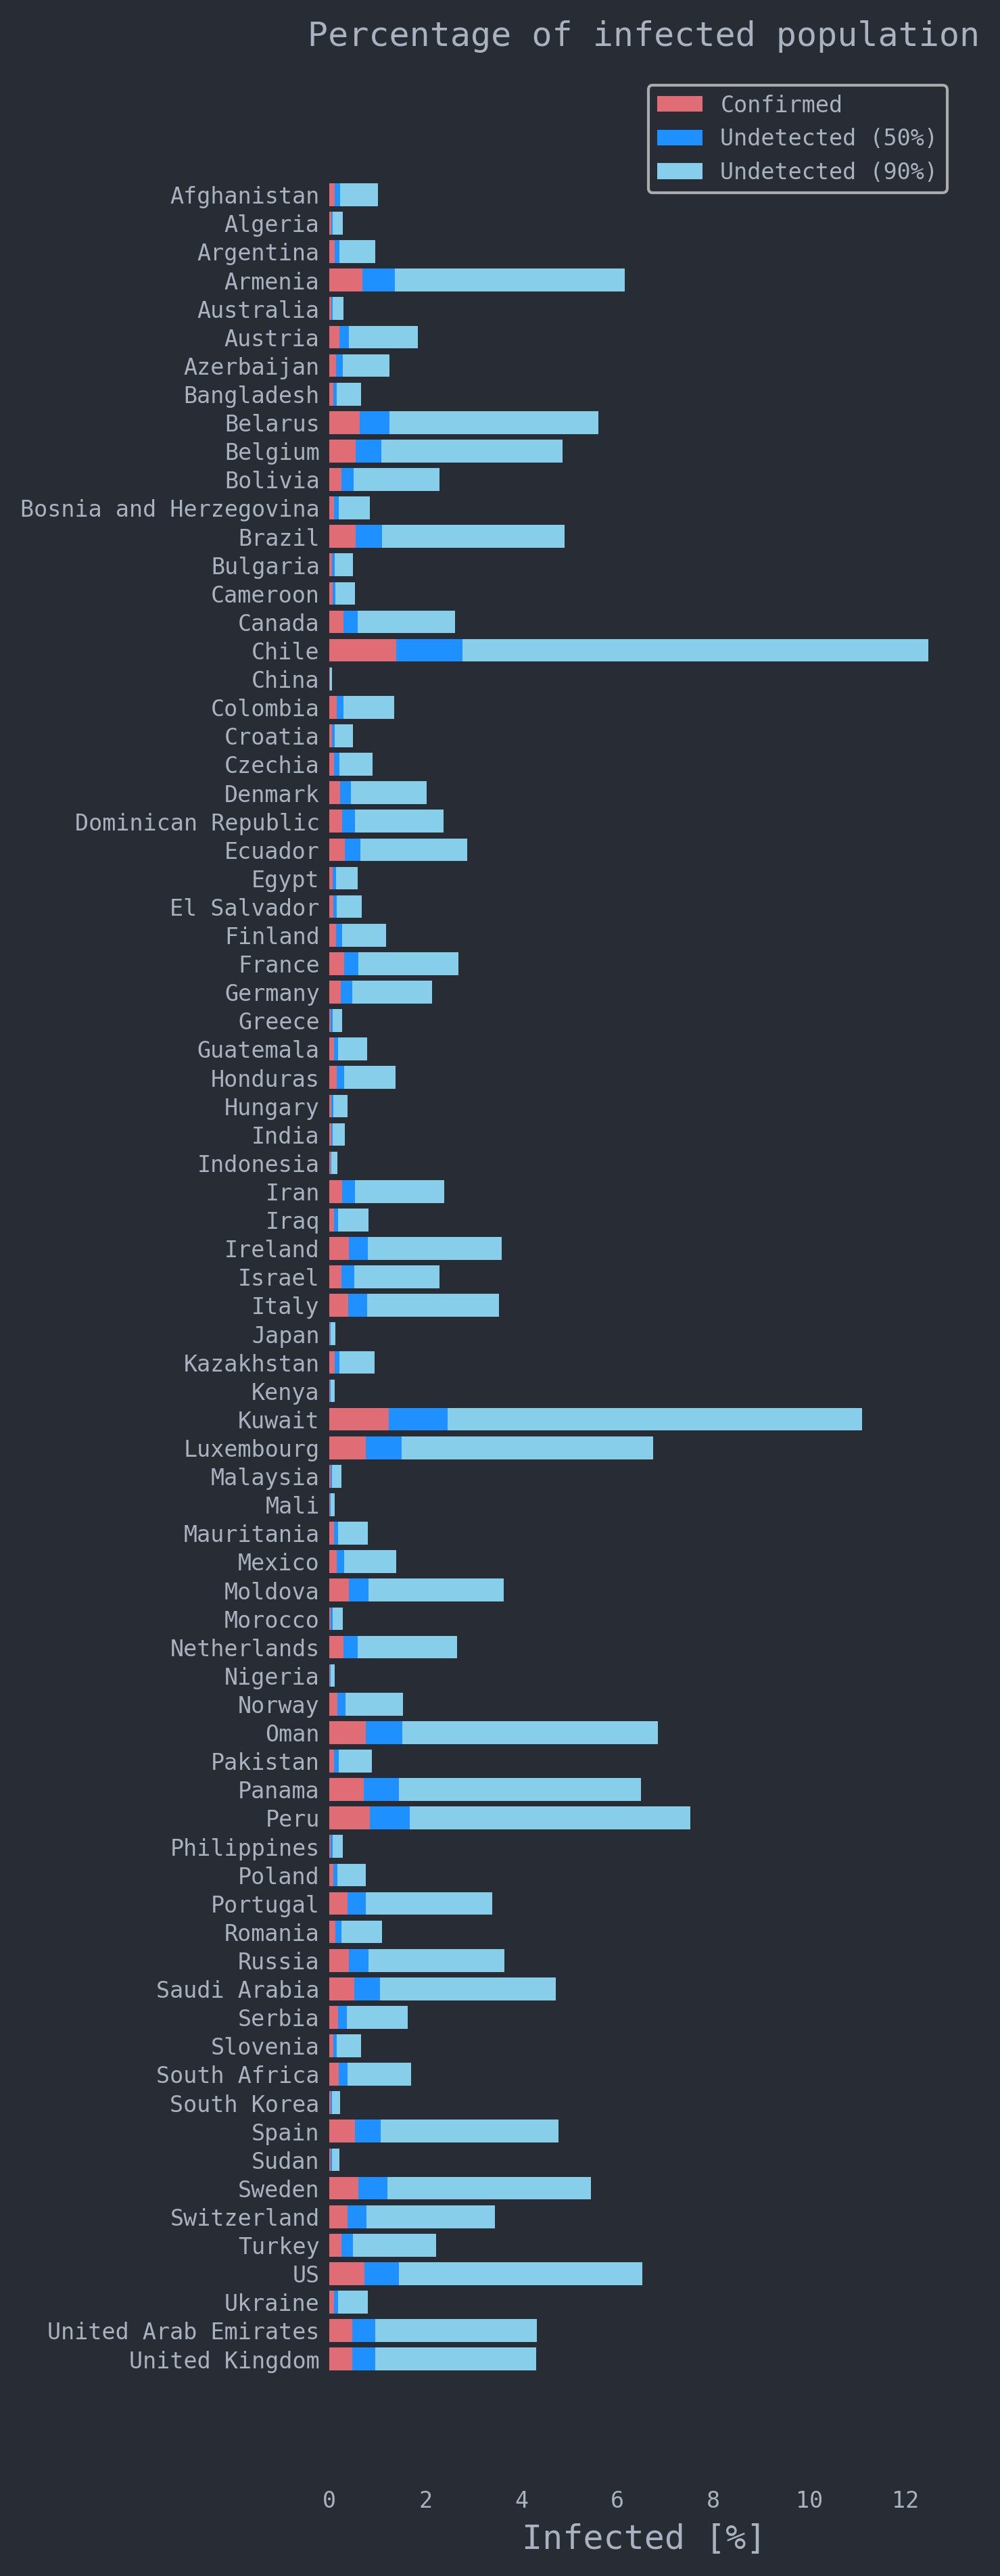 Percentage of infected population
Confirmed
Undetected (50%)
Undetected (90%)
Afghanistan
Algeria
Argentina
Armenia
Australia
Austria
Azerbaijan
Bangladesh
Belarus
Belgium
Bolivia
Bosnia and Herzegovina
Brazil
Bulgaria
Cameroon
Canada
Chile
China
Colombia
Croatia
Czechia
Denmark
Dominican Republic
Ecuador
Egypt
El Salvador
Finland
France
Germany
Greece
Guatemala
Honduras
Hungary
India
Indonesia
Iran
Iraq
Ireland
Israel
Italy
Japan
Kazakhstan
Kenya
Kuwait
Luxembourg
Malaysia
Mali
Mauritania
Mexico
Moldova
Morocco
Netherlands
Nigeria
Norway
Oman
Pakistan
Panama
Peru
Philippines
Poland
Portugal
Romania
Russia
Saudi Arabia
Serbia
Slovenia
South Africa
South Korea
Spain
Sudan
Sweden
Switzerland
Turkey
US
Ukraine
United Arab Emirates
United Kingdom
0 2 4 6 8 10 12
Infected [%]